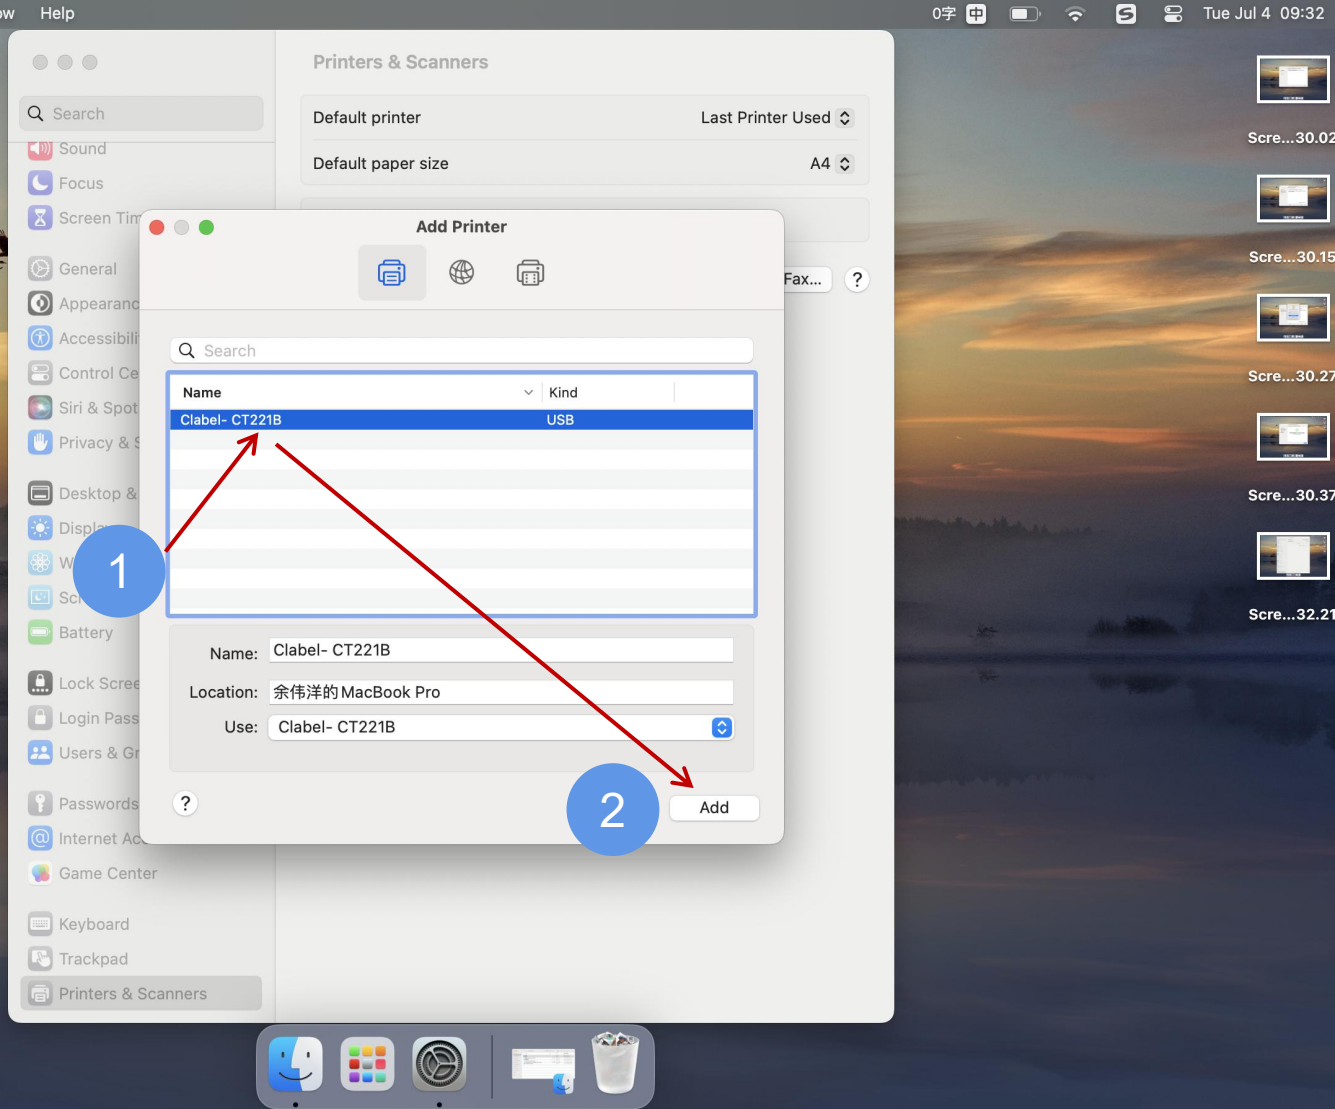 Help
0字 中
Tue Jul 4 09:32
Printers & Scanners
Search
Default printer
Last Printer Used
Default paper size
A4
Sound
Focus
Screen Tim
General
Appearanc
Accessibili
Control Ce
Siri & Spot
Privacy & S
Desktop &
Displa
W
Scr
Battery
Lock Scree
Login Pass
Users & Gr
Passwords
Internet Acc
Game Center
Keyboard
Trackpad
Printers & Scanners
Fax...
?
Add Printer
Search
Name
Kind
Clabel- CT221B
USB
1
Name:
Clabel- CT221B
Location:
余伟洋的MacBook Pro
Use:
Clabel- CT221B
?
2
Add
Scre...30.02
Scre...30.15
Scre...30.27
Scre...30.37
Scre...32.21